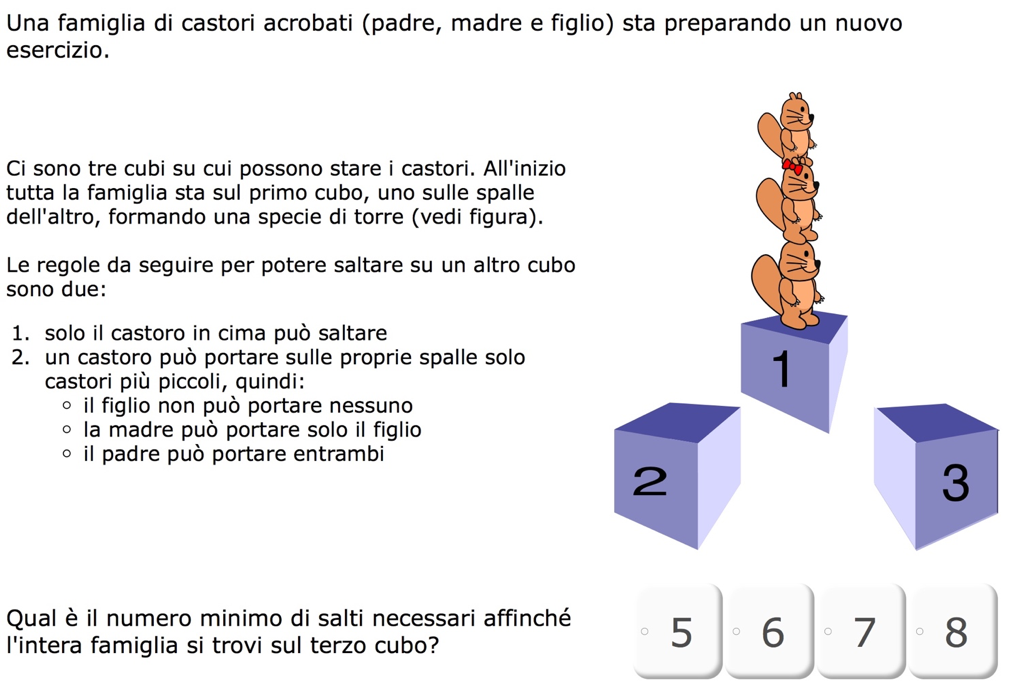 Una famiglia di castori acrobati (padre, madre e figlio) sta preparando un nuovo
esercizio.
Ci sono tre cubi su cui possono stare i castori. All'inizio
tutta la famiglia sta sul primo cubo, uno sulle spalle
dell'altro, formando una specie di torre (vedi figura).
Le regole da seguire per potere saltare su un altro cubo
sono due:
1. solo il castoro in cima può saltare
2. un castoro può portare sulle proprie spalle solo
castori più piccoli, quindi:
il figlio non può portare nessuno
la madre può portare solo il figlio
il padre può portare entrambi
1
2
3
Qual è il numero minimo di salti necessari affinché
l'intera famiglia si trovi sul terzo cubo?
5 6 7 8